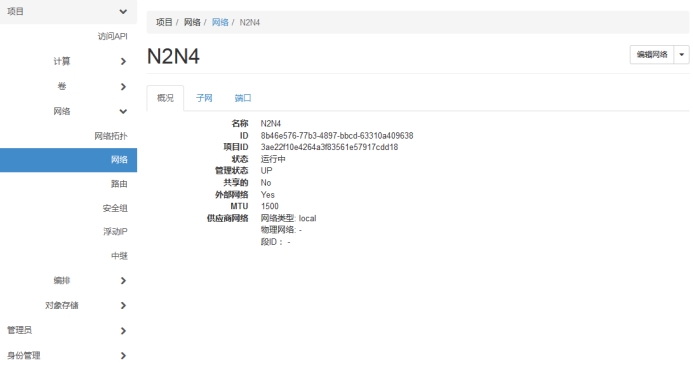 项目
访问API
计算
卷
网络
网络拓扑
网络
路由
安全组
浮动IP
中继
编排
对象存储
管理员
身份管理
项目 / 网络 / 网络 / N2N4
N2N4
编辑网络
概况 子网 端口
名称 N2N4
ID 8b46e576-77b3-4897-bbcd-63310a409638
项目ID 3ae22f10e4264a3f83561e57917cdd18
状态 运行中
管理状态 UP
共享的 No
外部网络 Yes
MTU 1500
供应商网络 网络类型: local
物理网络: -
段ID： -